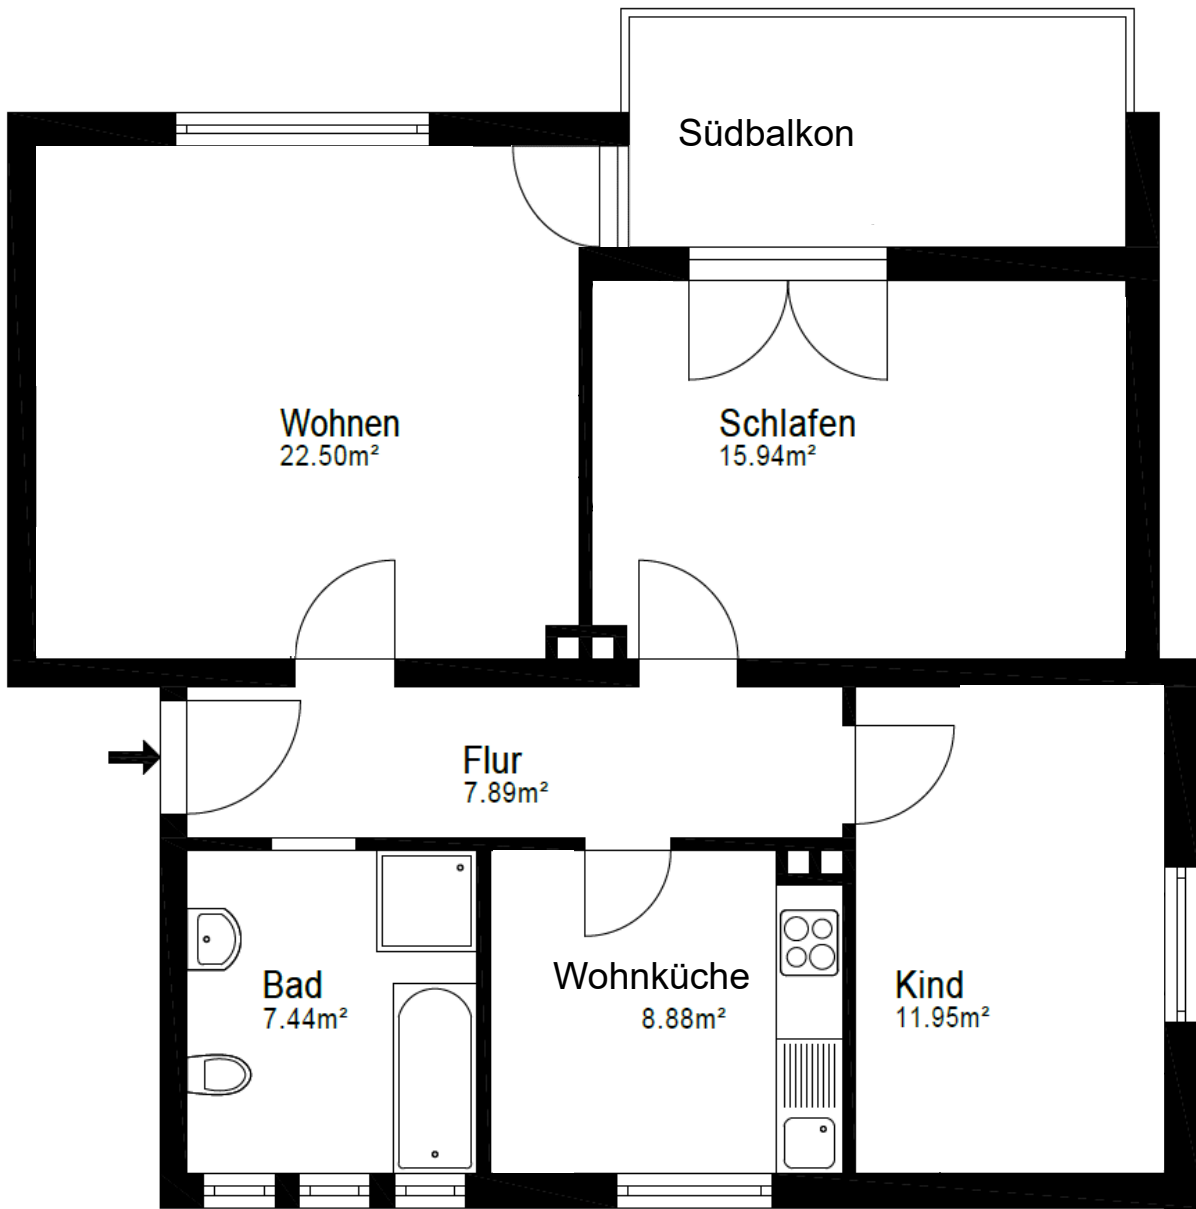 Südbalkon
Wohnen
22.50m²
Schlafen
15.94m²
Flur
7.89m²
Bad
7.44m²
Wohnküche
8.88m²
Kind
11.95m²